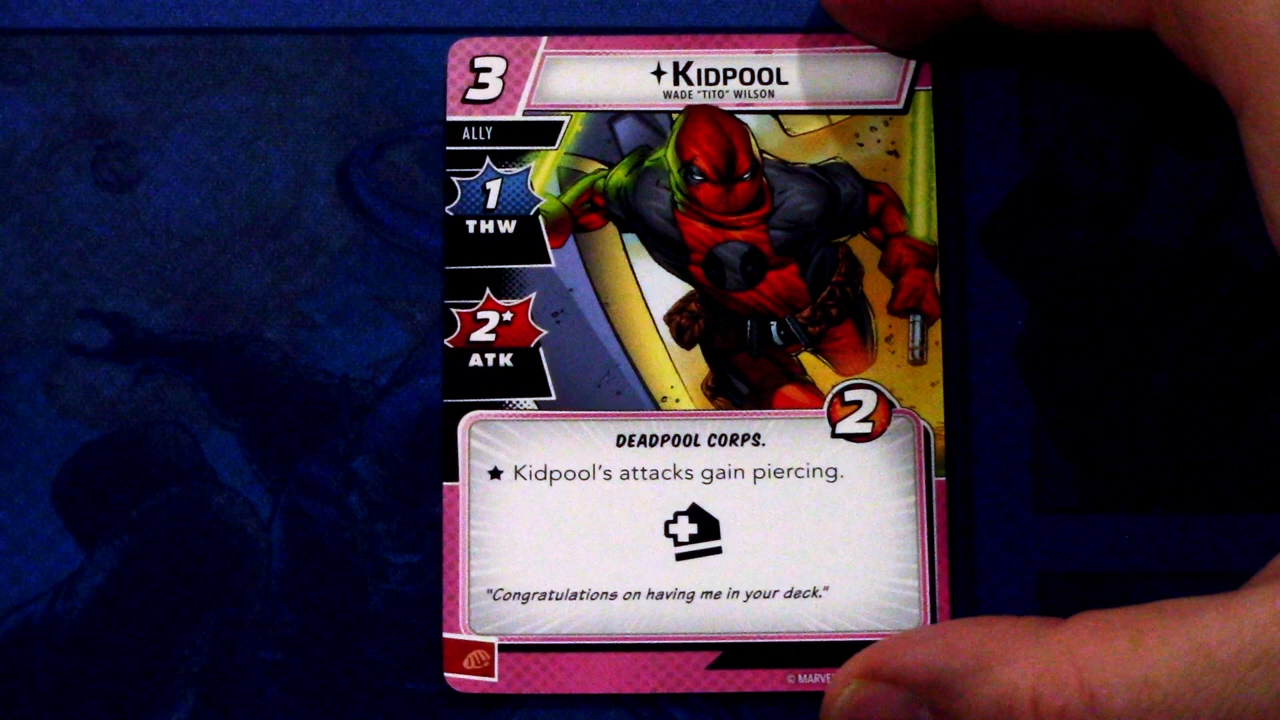 3
KIDPOOL
WADE "TITO" WILSON
ALLY
1
THW
2
ATK
2
DEADPOOL CORPS.
Kidpool's attacks gain piercing.
"Congratulations on having me in your deck."
© MARVEL